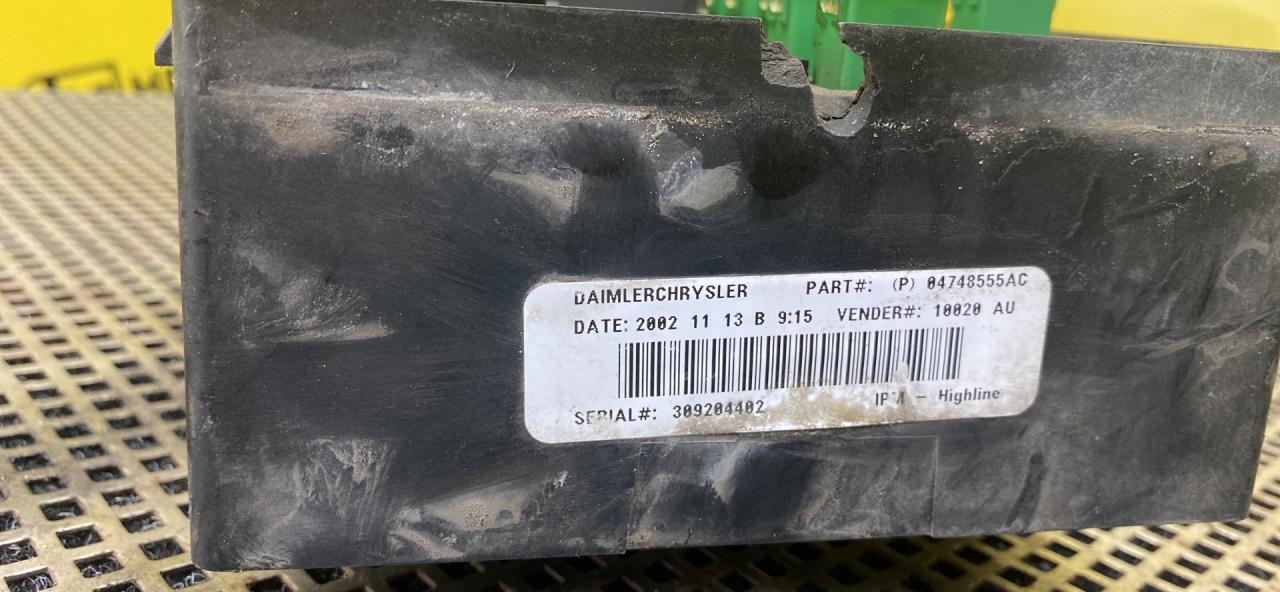 DAIMLERCHRYSLER PART#: (P) 04748555AC
DATE: 2002 11 13 B 9:15 VENDER#: 10020 AU
SERIAL#: 309204402 – Highline